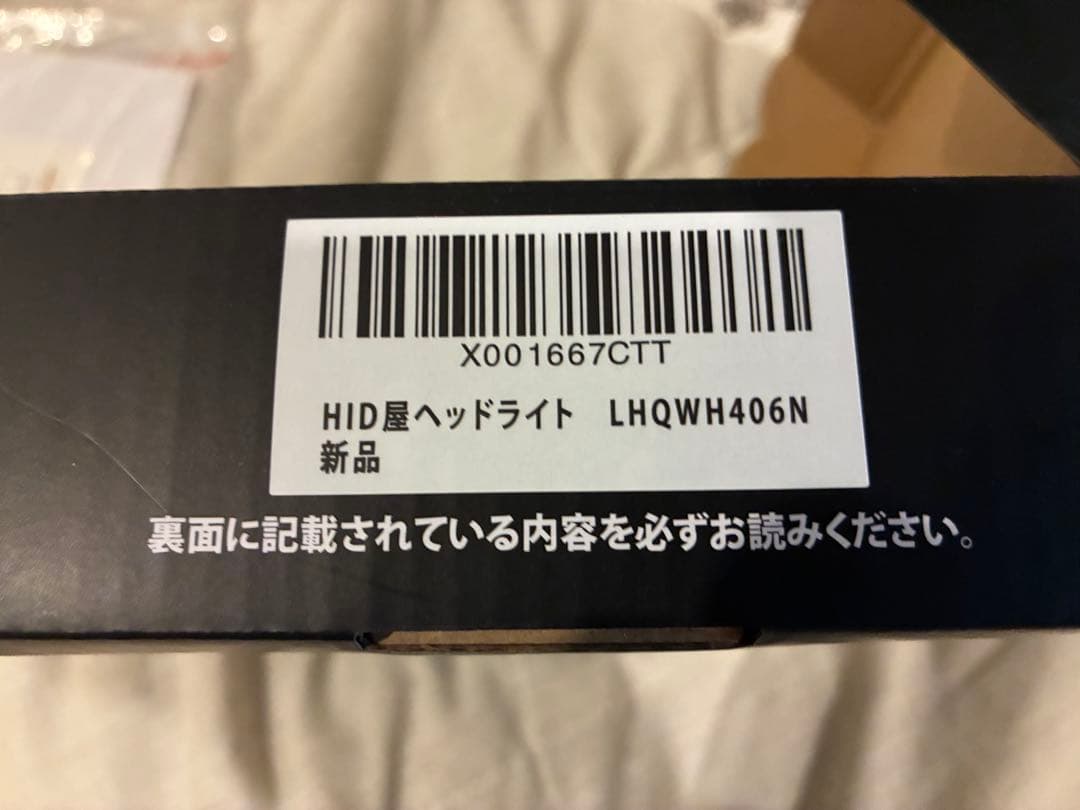 X001667CTT
HID屋ヘッドライト　LHQWH406N
新品
裏面に記載されている内容を必ずお読みください。